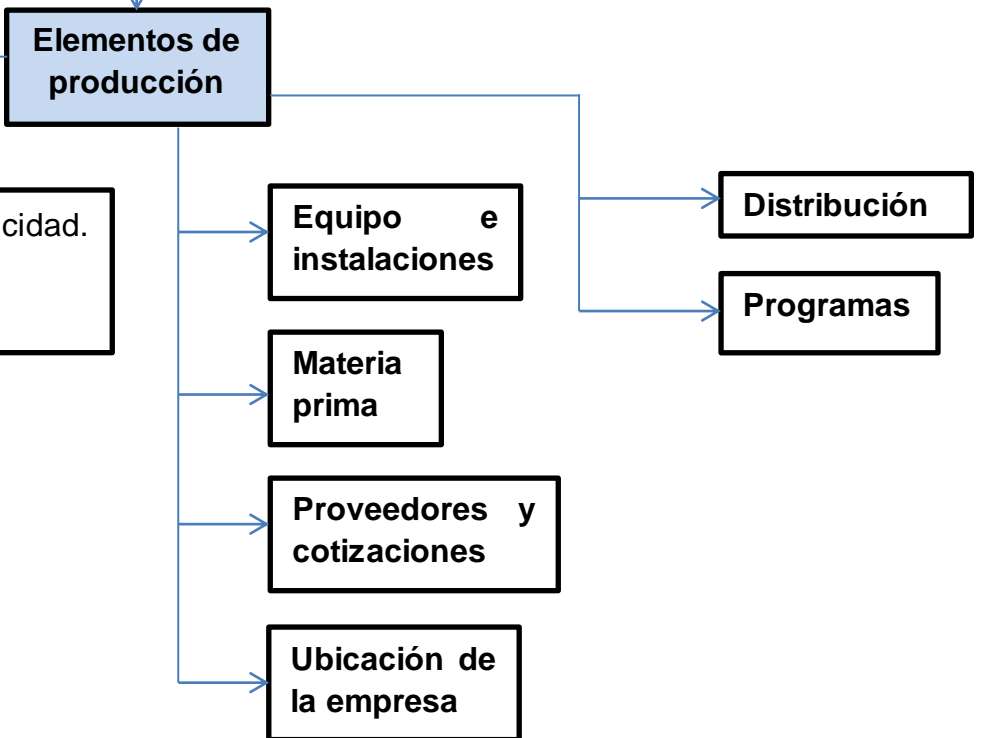 Elementos de
producción
cidad.
Equipo e
instalaciones
Materia
prima
Proveedores y
cotizaciones
Ubicación de
la empresa
Distribución
Programas